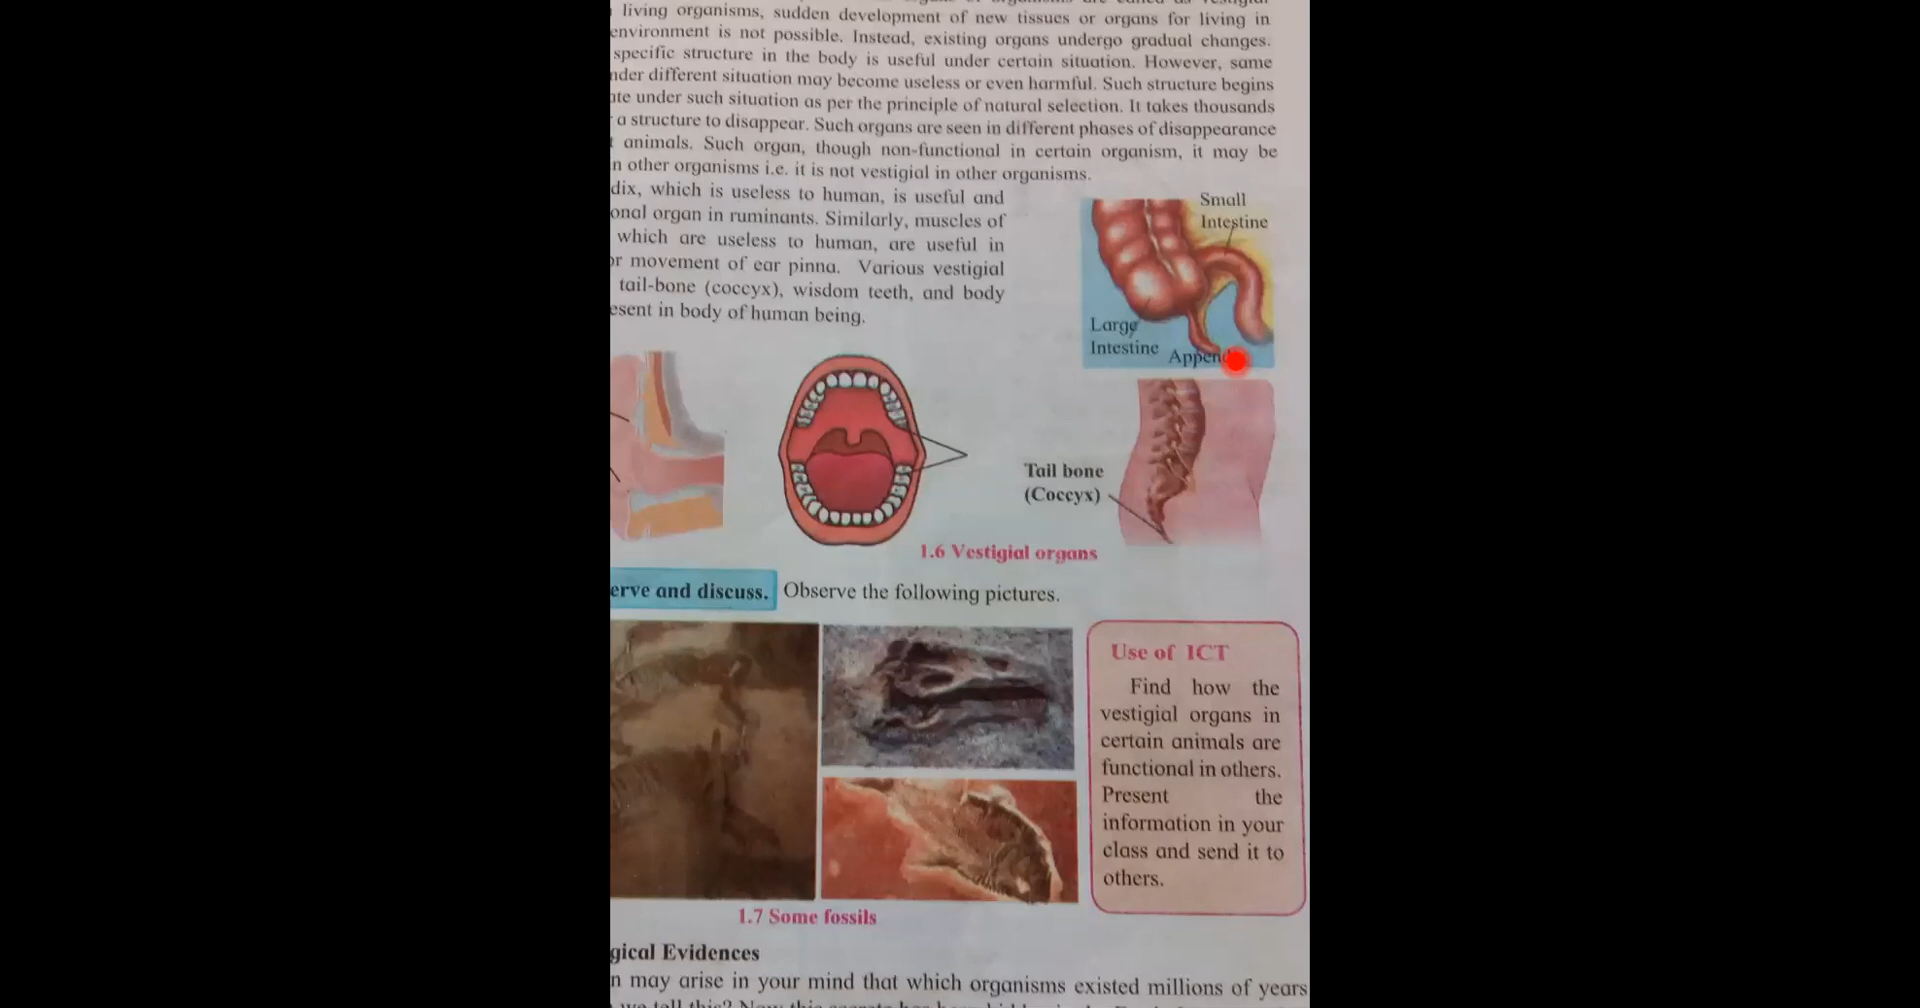 living organisms, sudden development of new tissues or organs for living in
environment is not possible. Instead, existing organs undergo gradual changes.
specific structure in the body is useful under certain situation. However, same
nder different situation may become useless or even harmful. Such structure begins
ate under such situation as per the principle of natural selection. It takes thousands
a structure to disappear. Such organs are seen in different phases of disappearance
animals. Such organ, though non-functional in certain organism, it may be
n other organisms i.e. it is not vestigial in other organisms.
dix, which is useless to human, is useful and
onal organ in ruminants. Similarly, muscles of
which are useless to human, are useful in
or movement of ear pinna. Various vestigial
tail-bone (coccyx), wisdom teeth, and body
esent in body of human being.
Small
Intestine
Large
Intestine
Append
Tail bone
(Coccyx)
1.6 Vestigial organs
erve and discuss. Observe the following pictures.
Use of ICT
Find how the
vestigial organs in
certain animals are
functional in others.
Present the
information in your
class and send it to
others.
1.7 Some fossils
gical Evidences
n may arise in your mind that which organisms existed millions of years